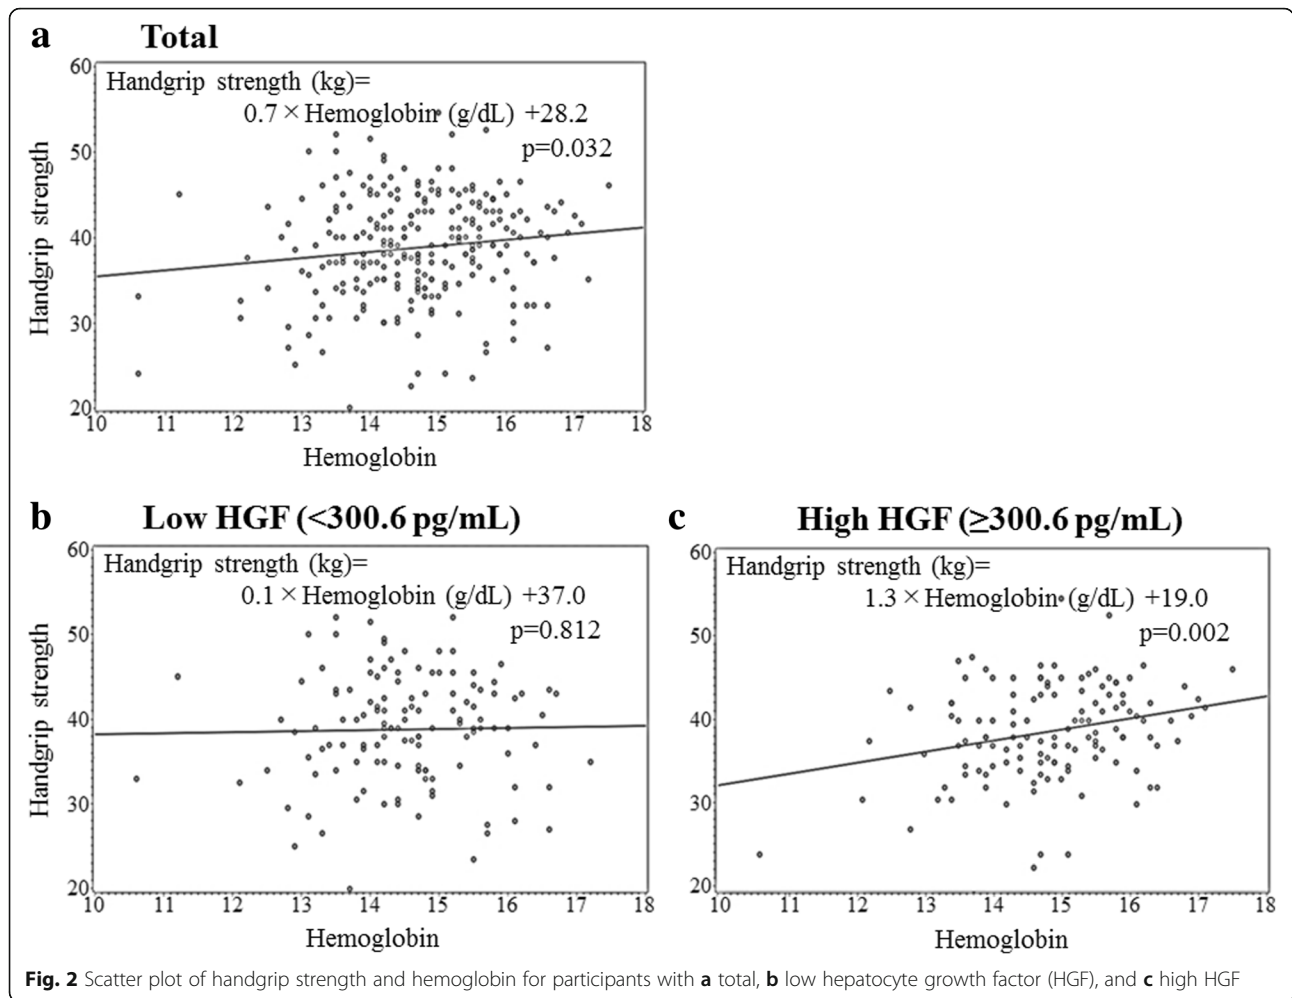 a Total
Handgrip strength (kg)=
0.7 × Hemoglobin (g/dL) +28.2
p=0.032
Handgrip strength
60
50
40
30
20
10 11 12 13 14 15 16 17 18
Hemoglobin
b Low HGF (<300.6 pg/mL)
Handgrip strength (kg)=
0.1 × Hemoglobin (g/dL) +37.0
p=0.812
Handgrip strength
60
50
40
30
20
10 11 12 13 14 15 16 17 18
Hemoglobin
c High HGF (≥300.6 pg/mL)
Handgrip strength (kg)=
1.3 × Hemoglobin (g/dL) +19.0
p=0.002
60
50
40
30
20
10 11 12 13 14 15 16 17 18
Hemoglobin
Fig. 2 Scatter plot of handgrip strength and hemoglobin for participants with a total, b low hepatocyte growth factor (HGF), and c high HGF